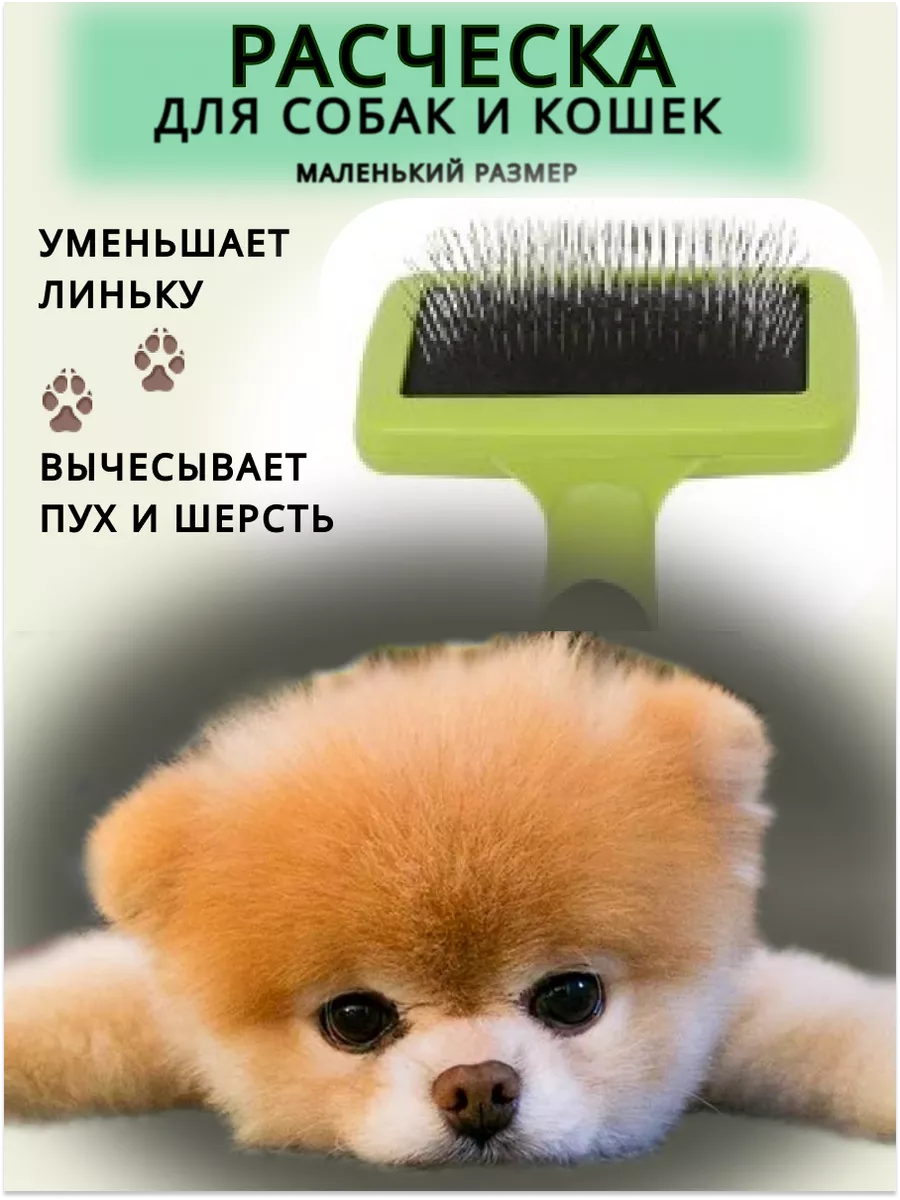 РАСЧЕСКА
ДЛЯ СОБАК И КОШЕК
МАЛЕНЬКИЙ РАЗМЕР
УМЕНЬШАЕТ
ЛИНЬКУ
ВЫЧЕСЫВАЕТ
ПУХ И ШЕРСТЬ